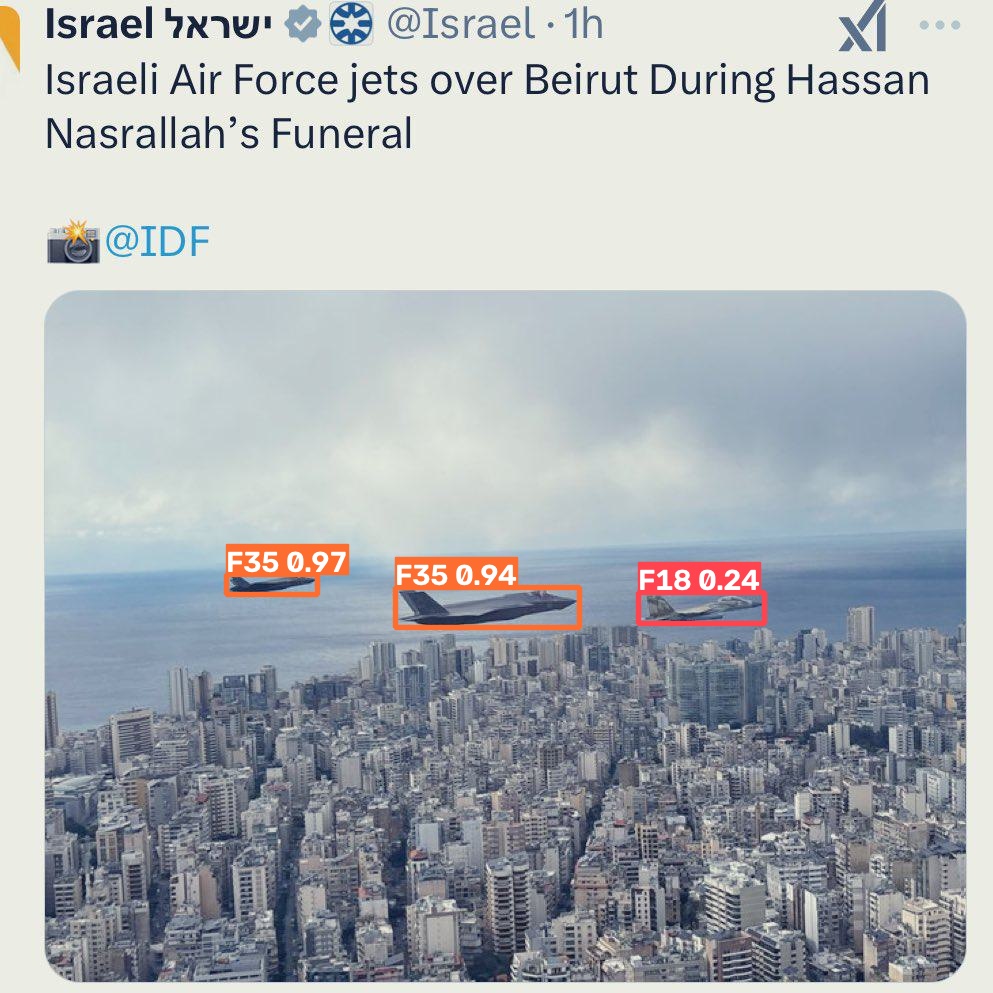 Israel ישראל @Israel · 1h
Israeli Air Force jets over Beirut During Hassan
Nasrallah’s Funeral
@IDF
F35 0.97
F35 0.94
F18 0.24